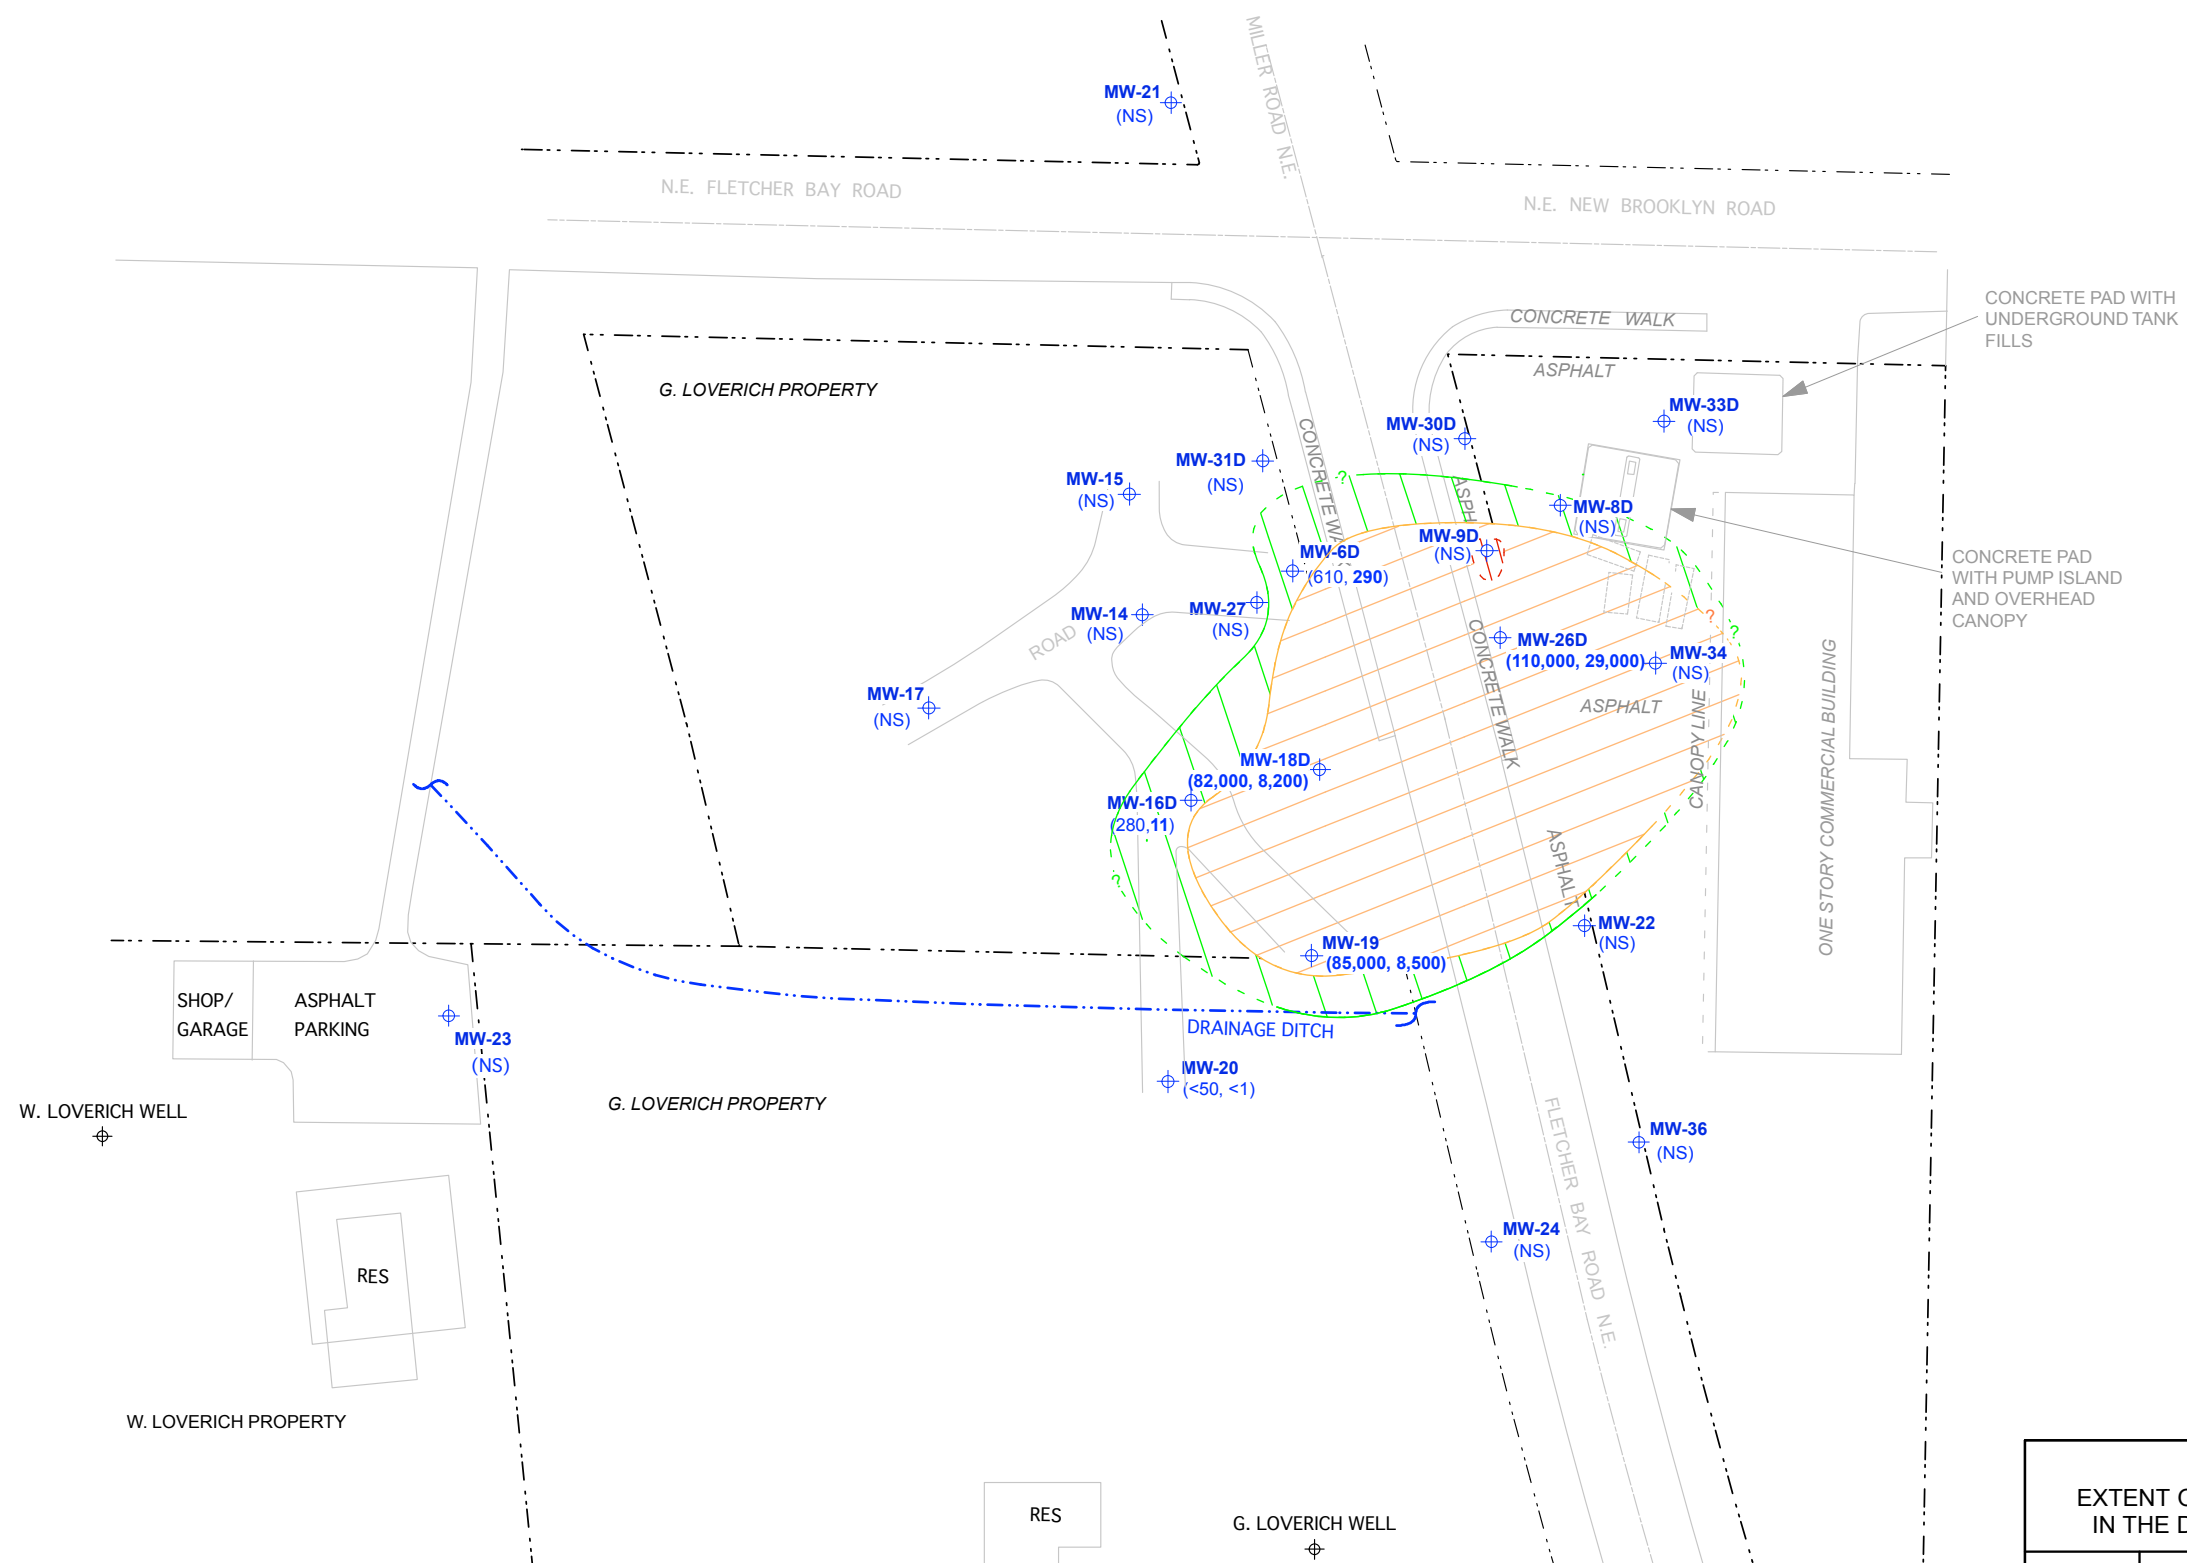 MILLER ROAD N.E.
MW-21
(NS)
N.E. FLETCHER BAY ROAD
N.E. NEW BROOKLYN ROAD
CONCRETE PAD WITH
UNDERGROUND TANK
FILLS
CONCRETE WALK
ASPHALT
G. LOVERICH PROPERTY
MW-33D
(NS)
MW-30D
(NS)
MW-31D
(NS)
MW-15
(NS)
?
MW-8D
(NS)
MW-9D
(NS)
MW-6D
(610, 290)
CONCRETE PAD
WITH PUMP ISLAND
AND OVERHEAD
CANOPY
MW-27
(NS)
MW-14
(NS)
ROAD
?
?
MW-26D
(110,000, 29,000)
MW-34
(NS)
CONCRETE WALK
MW-17
(NS)
ASPHALT
CANOPY LINE
ONE STORY COMMERCIAL BUILDING
MW-18D
(82,000, 8,200)
MW-16D
(280,11)
ASPHALT
?
MW-22
(NS)
MW-19
(85,000, 8,500)
SHOP/
GARAGE
ASPHALT
PARKING
MW-23
(NS)
DRAINAGE DITCH
MW-20
(<50, <1)
G. LOVERICH PROPERTY
W. LOVERICH WELL
FLETCHER BAY ROAD N.E.
MW-36
(NS)
MW-24
(NS)
RES
W. LOVERICH PROPERTY
RES
G. LOVERICH WELL
EXTENT
IN THE